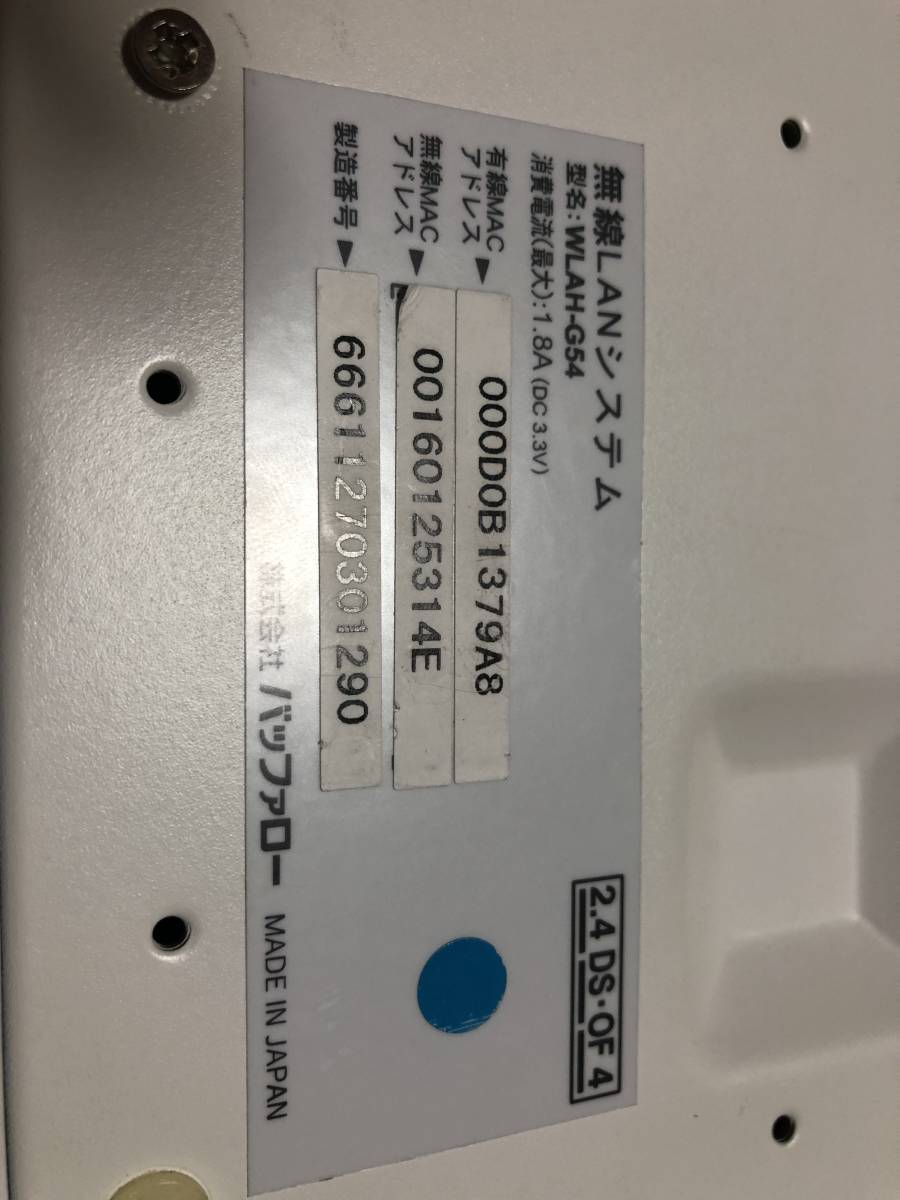 無線LANシステム
型名:WLAH-G54
消費電流(最大):1.8A (DC 3.3V)
2.4 DS・OF 4
有線MAC
アドレス ▶ 000D0B1379A8
無線MAC
アドレス ▶ 00160125314E
製造番号 ▶ 66611270301290
株式会社 バッファロー MADE IN JAPAN